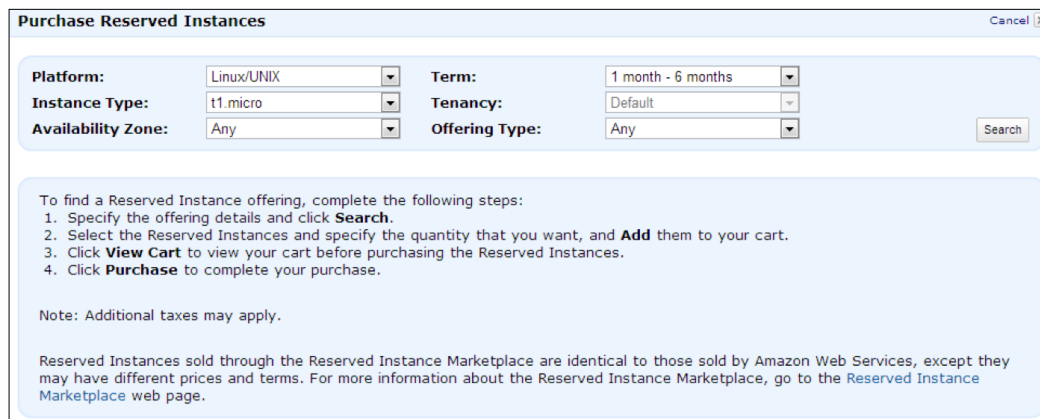 Purchase Reserved Instances Cancel
Platform: Linux/UNIX Term: 1 month - 6 months
Instance Type: t1.micro Tenancy: Default
Availability Zone: Any Offering Type: Any Search
To find a Reserved Instance offering, complete the following steps:
1. Specify the offering details and click Search.
2. Select the Reserved Instances and specify the quantity that you want, and Add them to your cart.
3. Click View Cart to view your cart before purchasing the Reserved Instances.
4. Click Purchase to complete your purchase.
Note: Additional taxes may apply.
Reserved Instances sold through the Reserved Instance Marketplace are identical to those sold by Amazon Web Services, except they
may have different prices and terms. For more information about the Reserved Instance Marketplace, go to the Reserved Instance
Marketplace web page.